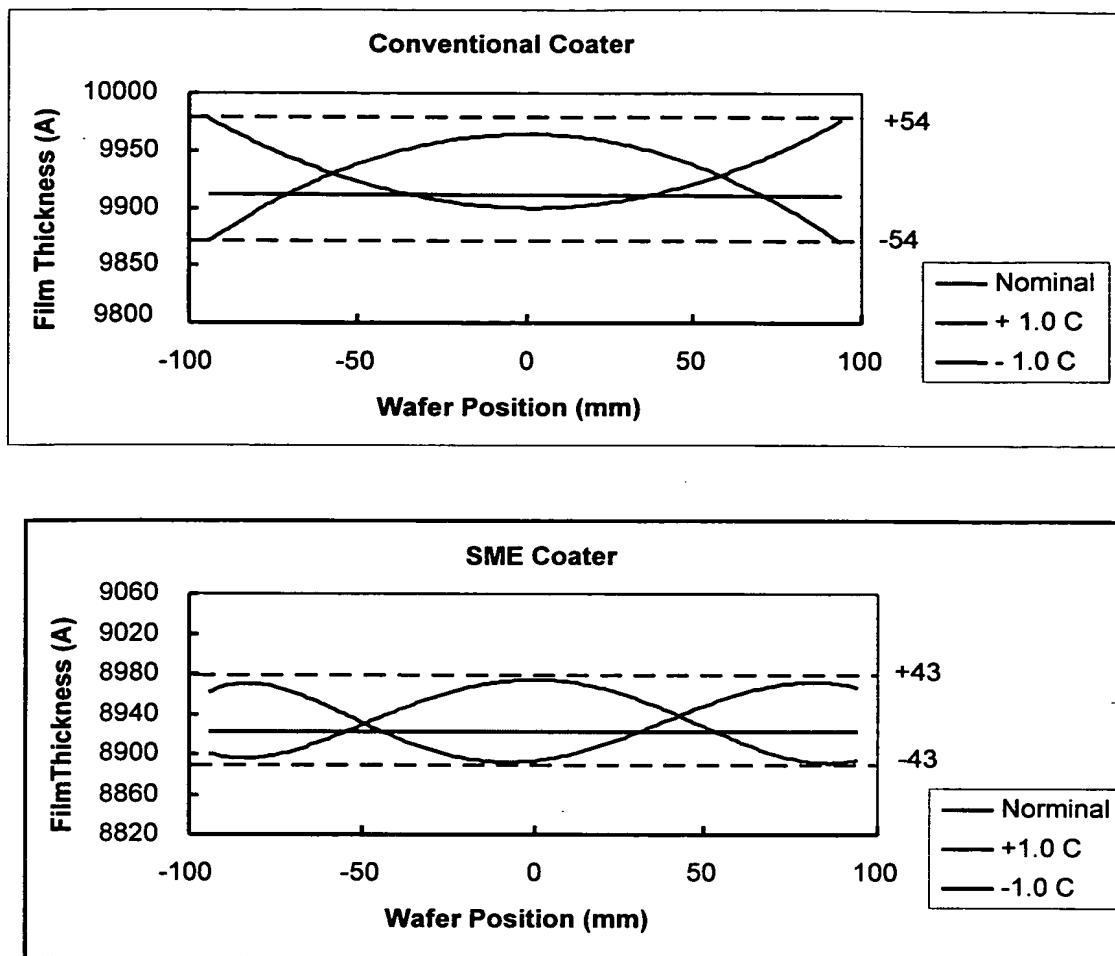 Conventional Coater
Film Thickness (A)
10000
9950
9900
9850
9800
-100
-50
0
50
100
Wafer Position (mm)
+54
-54
Nominal
+ 1.0 C
- 1.0 C
SME Coater
FilmThickness (A)
9060
9020
8980
8940
8900
8860
8820
-100
-50
0
50
100
Wafer Position (mm)
+43
-43
Norminal
+1.0 C
-1.0 C